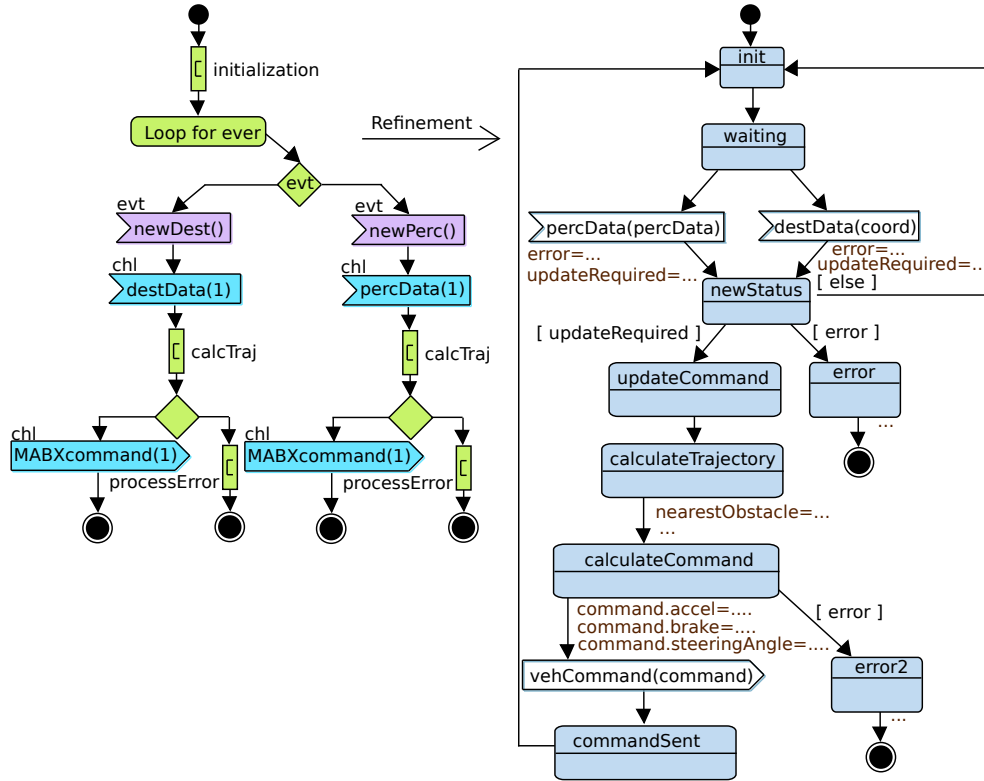 initialization
Loop for ever
evt
evt
newDest()
chl
destData(1)
calcTraj
chl
MABXcommand(1)
processError
evt
newPerc()
chl
percData(1)
calcTraj
chl
MABXcommand(1)
processError
Refinement
init
waiting
percData(percData)
destData(coord)
error=...
updateRequired=...
error=...
updateRequired=...
newStatus
[ else ]
[ updateRequired ]
[ error ]
updateCommand
error
...
calculateTrajectory
nearestObstacle=...
...
calculateCommand
command.accel=....
command.brake=....
command.steeringAngle=....
[ error ]
vehCommand(command)
error2
...
commandSent